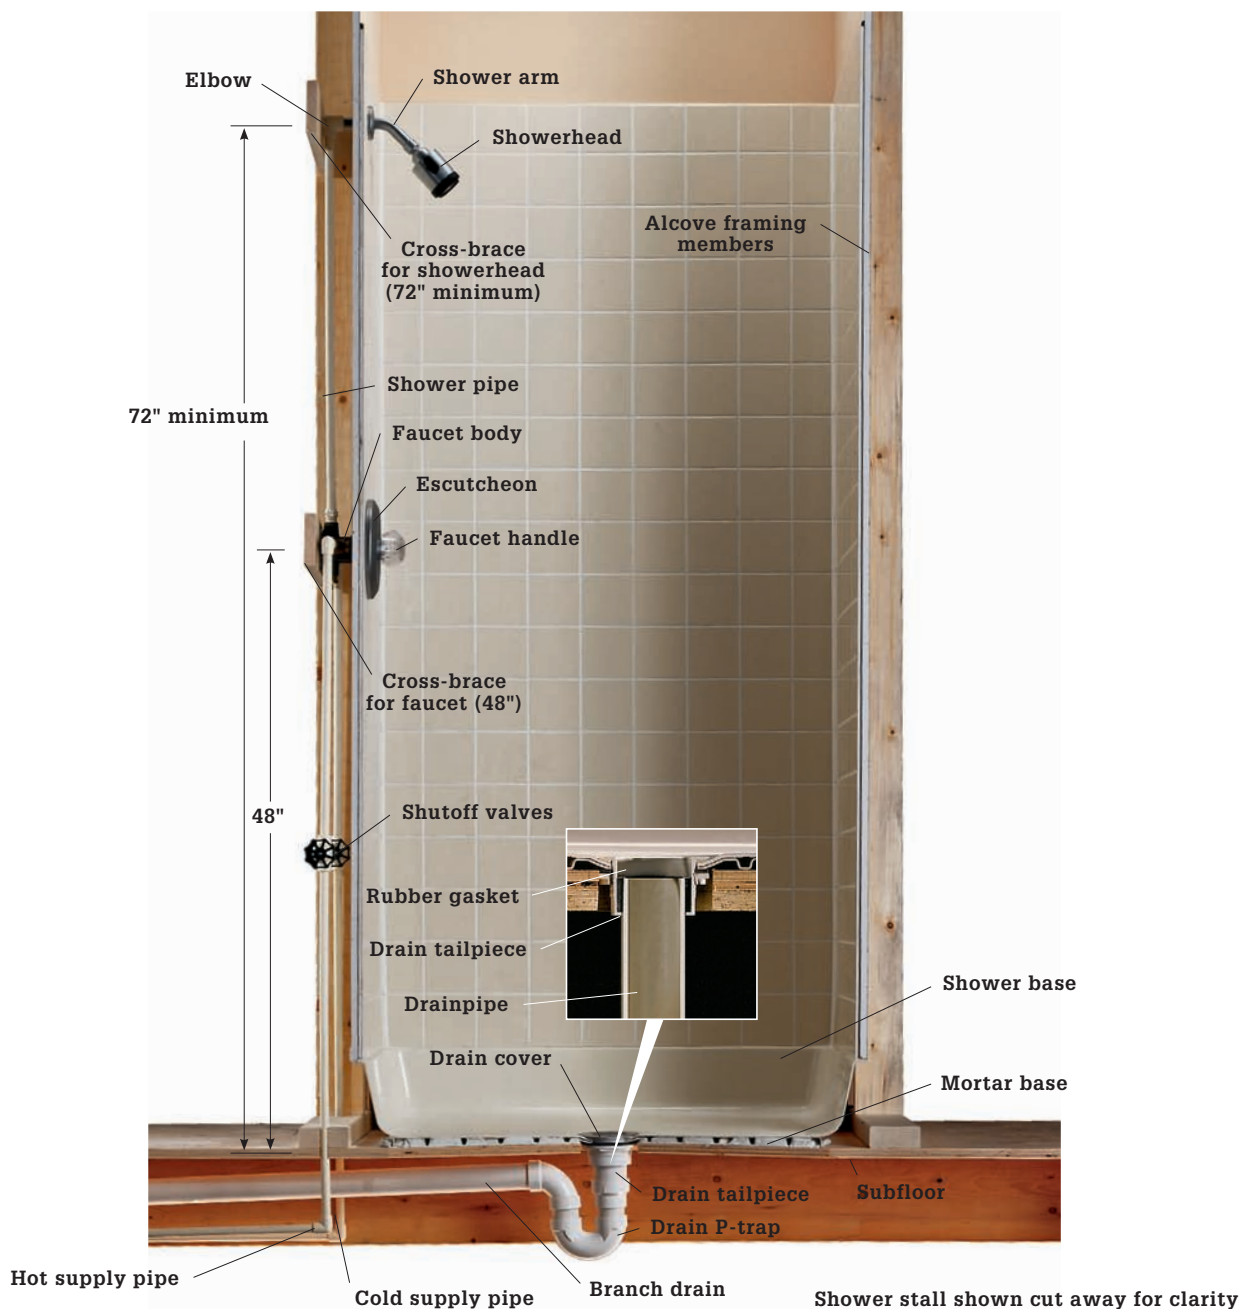 Elbow
Shower arm
Showerhead
Alcove framing
members
Cross-brace
for showerhead
(72" minimum)
Shower pipe
72" minimum
Faucet body
Escutcheon
Faucet handle
Cross-brace
for faucet (48")
48"
Shutoff valves
Rubber gasket
Drain tailpiece
Drainpipe
Shower base
Drain cover
Mortar base
Drain tailpiece
Subfloor
Drain P-trap
Hot supply pipe
Cold supply pipe
Branch drain
Shower stall shown cut away for clarity